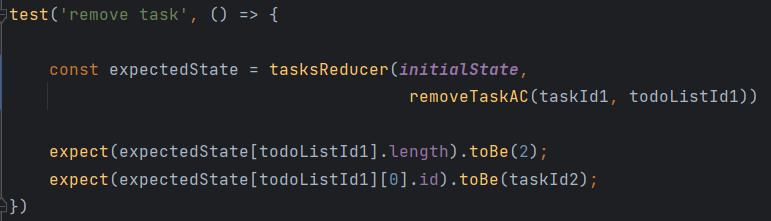 test('remove task', () => {
    const expectedState = tasksReducer(initialState,
                                        removeTaskAC(taskId1, todoListId1))
    expect(expectedState[todoListId1].length).toBe(2);
    expect(expectedState[todoListId1][0].id).toBe(taskId2);
})